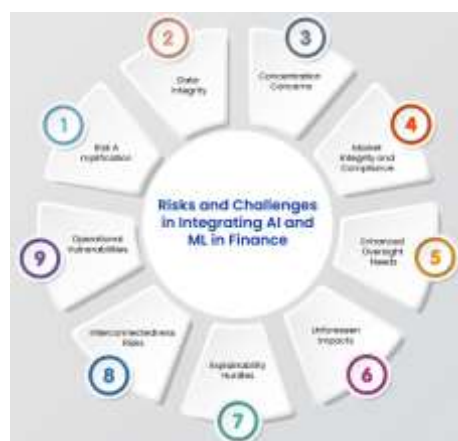 Risks and Challenges
in Integrating AI and
ML in Finance
1
Risk A
mplification
2
Data
Integrity
3
Concentration
Concerns
4
Market
Integrity and
Compliance
5
Enhanced
Oversight
Needs
6
Unforeseen
Impacts
7
Explainability
Hurdles
8
Interconnectedness
Risks
9
Operational
Vulnerabilities